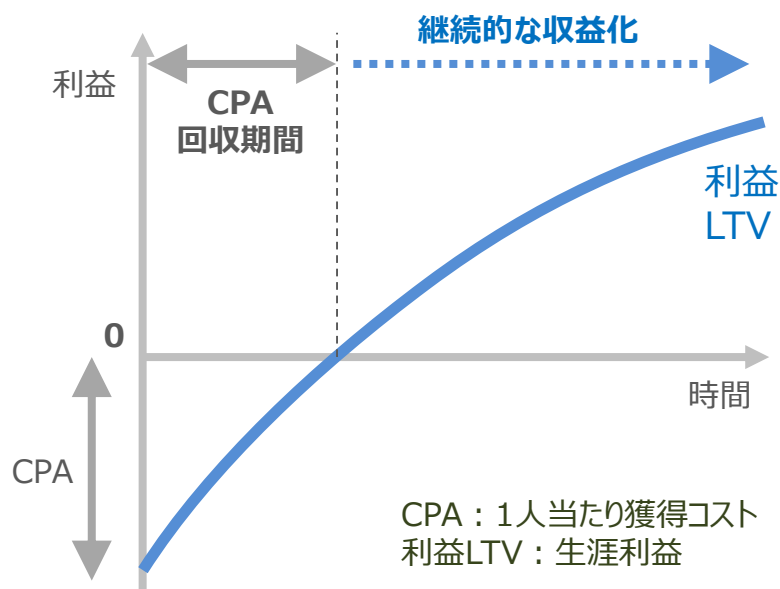 継続的な収益化
利益
CPA
回収期間
利益
LTV
0
時間
CPA
CPA：1人当たり獲得コスト
利益LTV：生涯利益